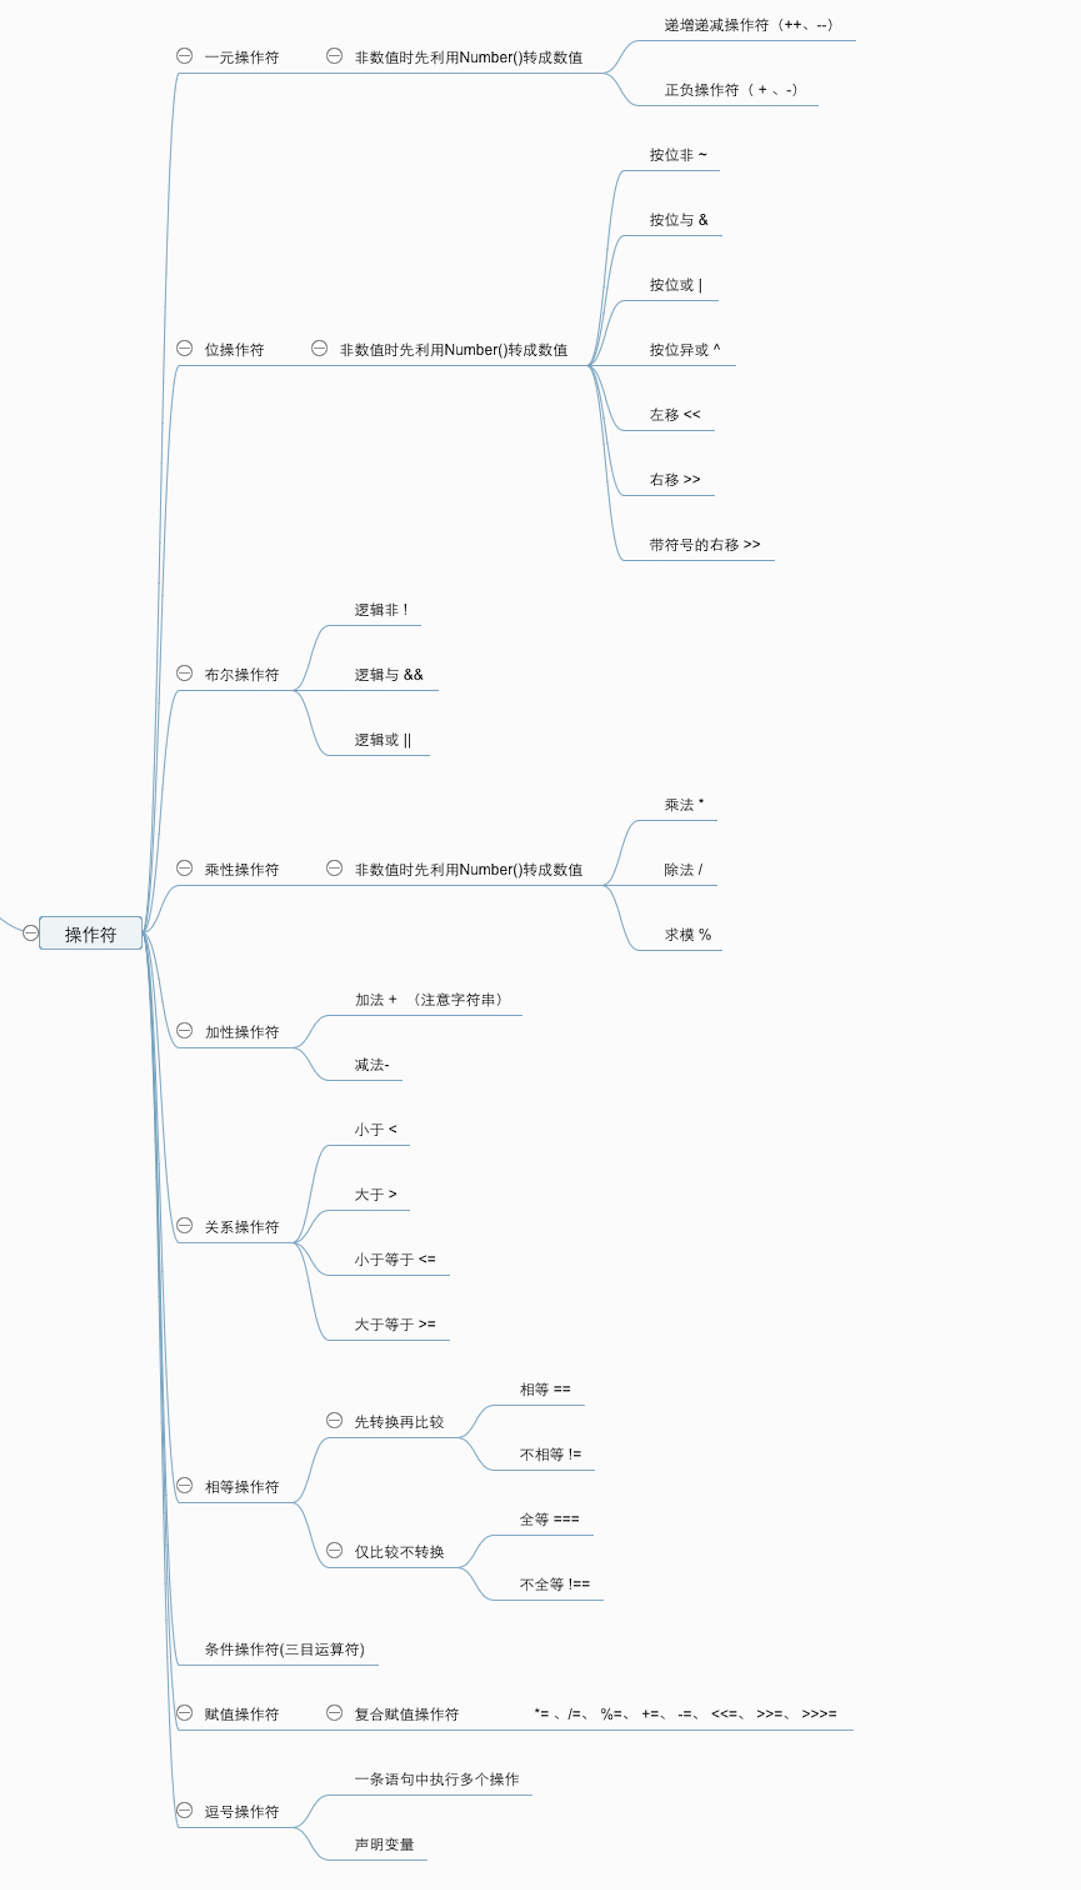 操作符
一元操作符
非数值时先利用Number()转成数值
递增递减操作符（++、--）
正负操作符（ + 、-）
位操作符
非数值时先利用Number()转成数值
按位非 ~
按位与 &
按位或 |
按位异或 ^
左移 <<
右移 >>
带符号的右移 >>
布尔操作符
逻辑非 !
逻辑与 &&
逻辑或 ||
乘性操作符
非数值时先利用Number()转成数值
乘法 *
除法 /
求模 %
加性操作符
加法 + （注意字符串）
减法-
关系操作符
小于 <
大于 >
小于等于 <=
大于等于 >=
相等操作符
先转换再比较
相等 ==
不相等 !=
仅比较不转换
全等 ===
不全等 !==
条件操作符(三目运算符)
赋值操作符
复合赋值操作符
*= 、/=、 %=、 +=、 -=、 <<=、 >>=、 >>>=
逗号操作符
一条语句中执行多个操作
声明变量